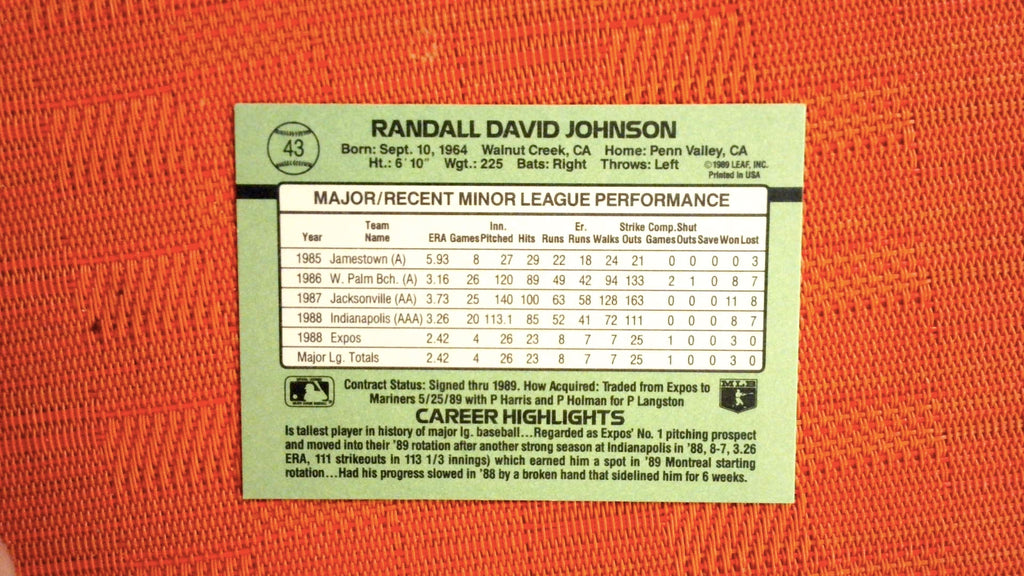 43
RANDALL DAVID JOHNSON
Born: Sept. 10, 1964 Walnut Creek, CA Home: Penn Valley, CA
Ht.: 6'10" Wgt.: 225 Bats: Right Throws: Left
©1989 LEAF, INC.
Printed in USA
MAJOR/RECENT MINOR LEAGUE PERFORMANCE
Year Team Name ERA Games Inn. Pitched Hits Runs Er. Runs Walks Strike Outs Comp. Games Shut Outs Save Won Lost
1985 Jamestown (A) 5.93 8 27 29 22 18 24 21 0 0 0 0 3
1986 W. Palm Bch. (A) 3.16 26 120 89 49 42 94 133 2 1 0 8 7
1987 Jacksonville (AA) 3.73 25 140 100 63 58 128 163 0 0 0 11 8
1988 Indianapolis (AAA) 3.26 20 113.1 85 52 41 72 111 0 0 0 8 7
1988 Expos 2.42 4 26 23 8 7 7 25 1 0 0 3 0
Major Lg. Totals 2.42 4 26 23 8 7 7 25 1 0 0 3 0
Contract Status: Signed thru 1989. How Acquired: Traded from Expos to
Mariners 5/25/89 with P Harris and P Holman for P Langston
MLB
CAREER HIGHLIGHTS
Is tallest player in history of major lg. baseball...Regarded as Expos' No. 1 pitching prospect
and moved into their '89 rotation after another strong season at Indianapolis in '88, 8-7, 3.26
ERA, 111 strikeouts in 113 1/3 innings) which earned him a spot in '89 Montreal starting
rotation...Had his progress slowed in '88 by a broken hand that sidelined him for 6 weeks.